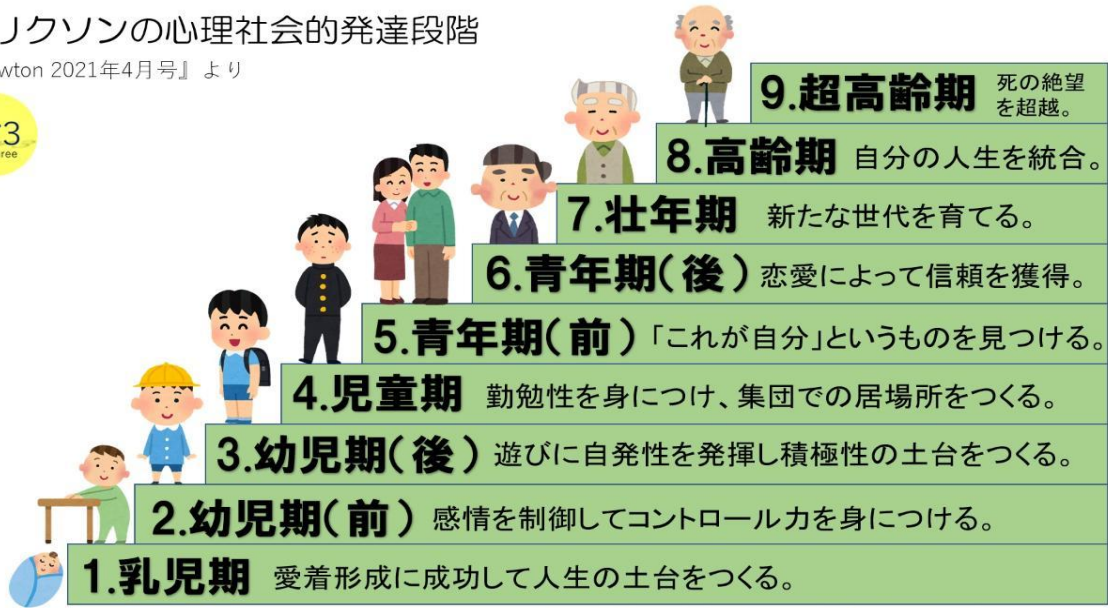 リクソンの心理社会的発達段階
wton 2021年4月号』より
9.超高齢期 死の絶望
を超越。
8.高齢期 自分の人生を統合。
7.壮年期 新たな世代を育てる。
6.青年期(後) 恋愛によって信頼を獲得。
5.青年期(前) 「これが自分」というものを見つける。
4.児童期 勤勉性を身につけ、集団での居場所をつくる。
3.幼児期(後) 遊びに自発性を発揮し積極性の土台をつくる。
2.幼児期(前) 感情を制御してコントロール力を身につける。
1.乳児期 愛着形成に成功して人生の土台をつくる。